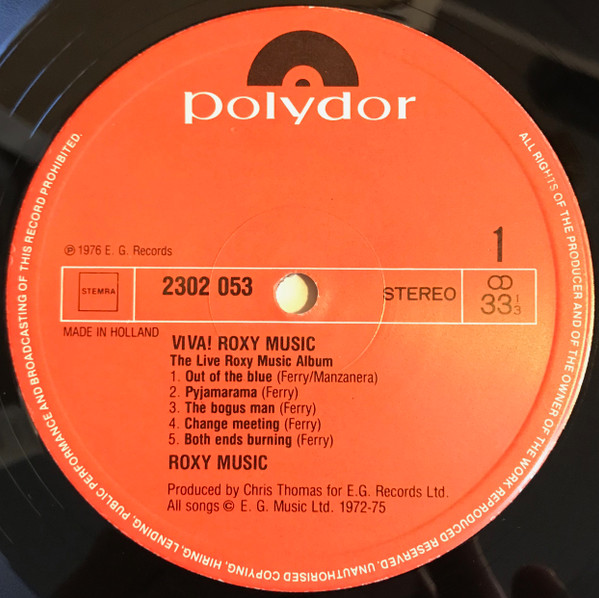 polydor
ALL RIGHTS OF THE PRODUCER AND OF THE OWNER OF THE WORK REPRODUCED RESERVED. UNAUTHORISED COPYING, HIRING, LENDING, PUBLIC PERFORMANCE AND BROADCASTING OF THIS RECORD PROHIBITED.
℗ 1976 E. G. Records
1
STEMRA
2302 053
STEREO
33 1/3
MADE IN HOLLAND
VIVA! ROXY MUSIC
The Live Roxy Music Album
1. Out of the blue (Ferry/Manzanera)
2. Pyjamarama (Ferry)
3. The bogus man (Ferry)
4. Change meeting (Ferry)
5. Both ends burning (Ferry)
ROXY MUSIC
Produced by Chris Thomas for E.G. Records Ltd.
All songs © E. G. Music Ltd. 1972-75